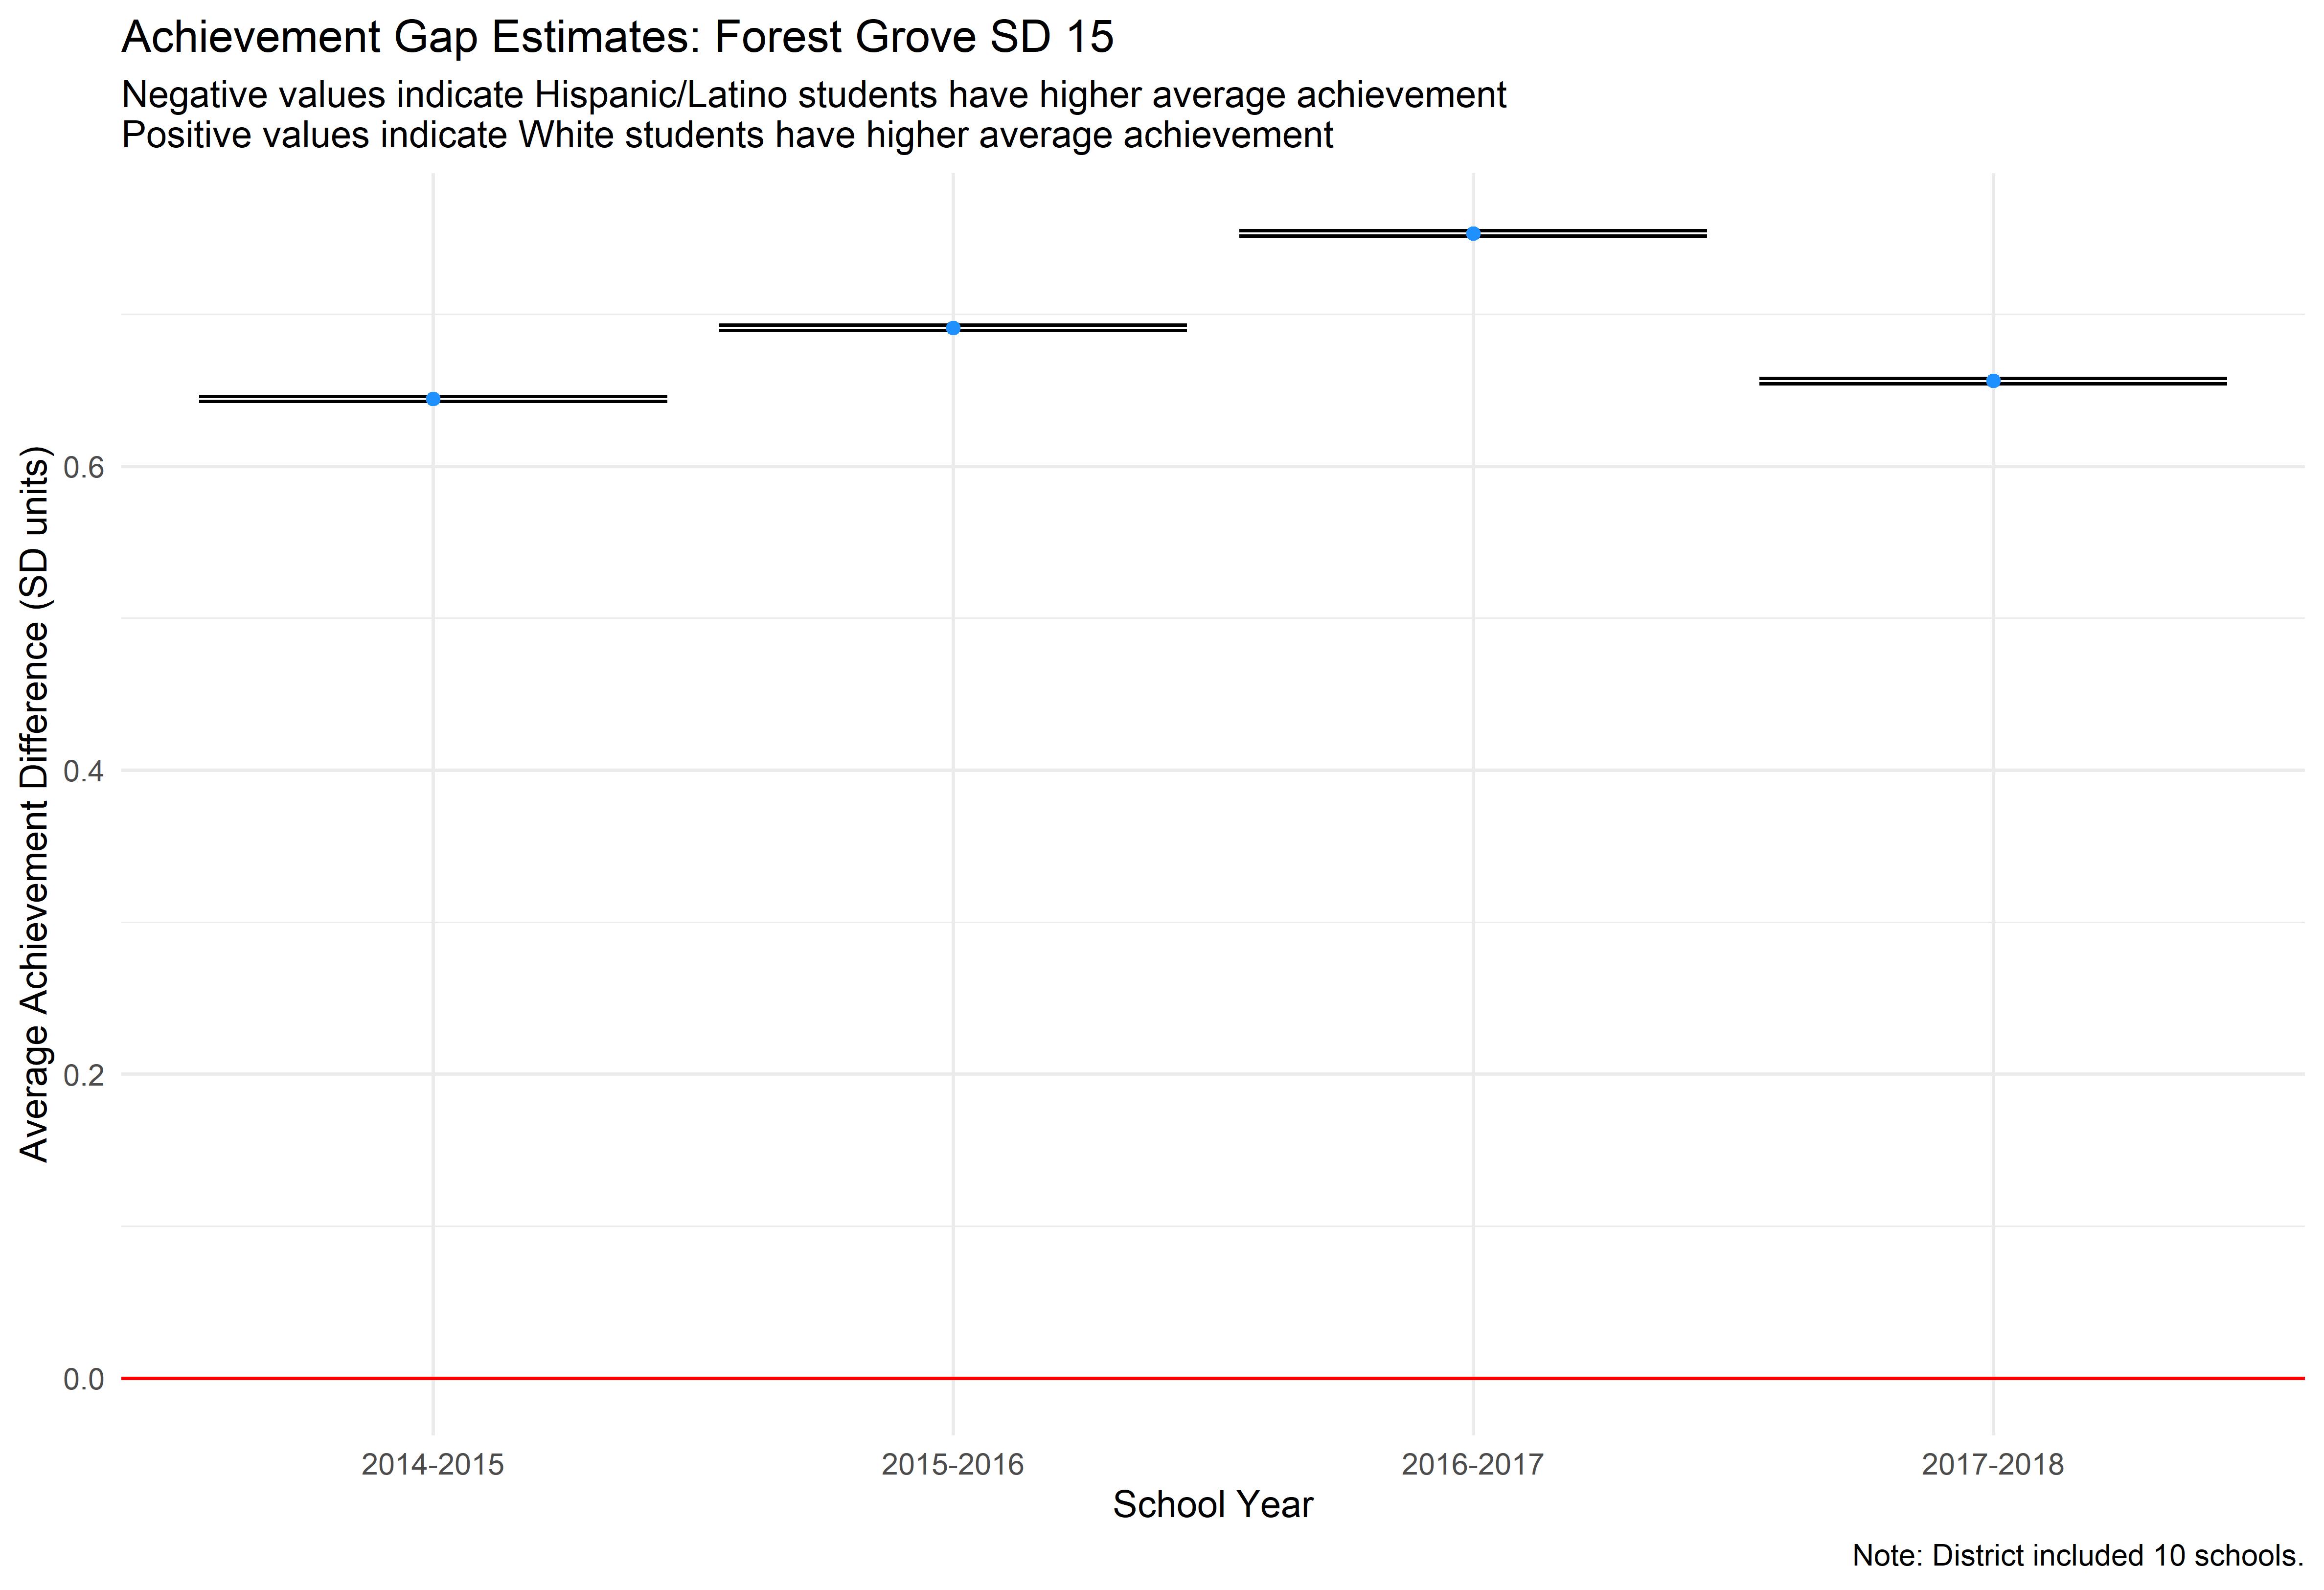 Achievement Gap Estimates: Forest Grove SD 15
Negative values indicate Hispanic/Latino students have higher average achievement
Positive values indicate White students have higher average achievement
Average Achievement Difference (SD units)
0.6
0.4
0.2
0.0
2014-2015
2015-2016
2016-2017
2017-2018
School Year
Note: District included 10 schools.